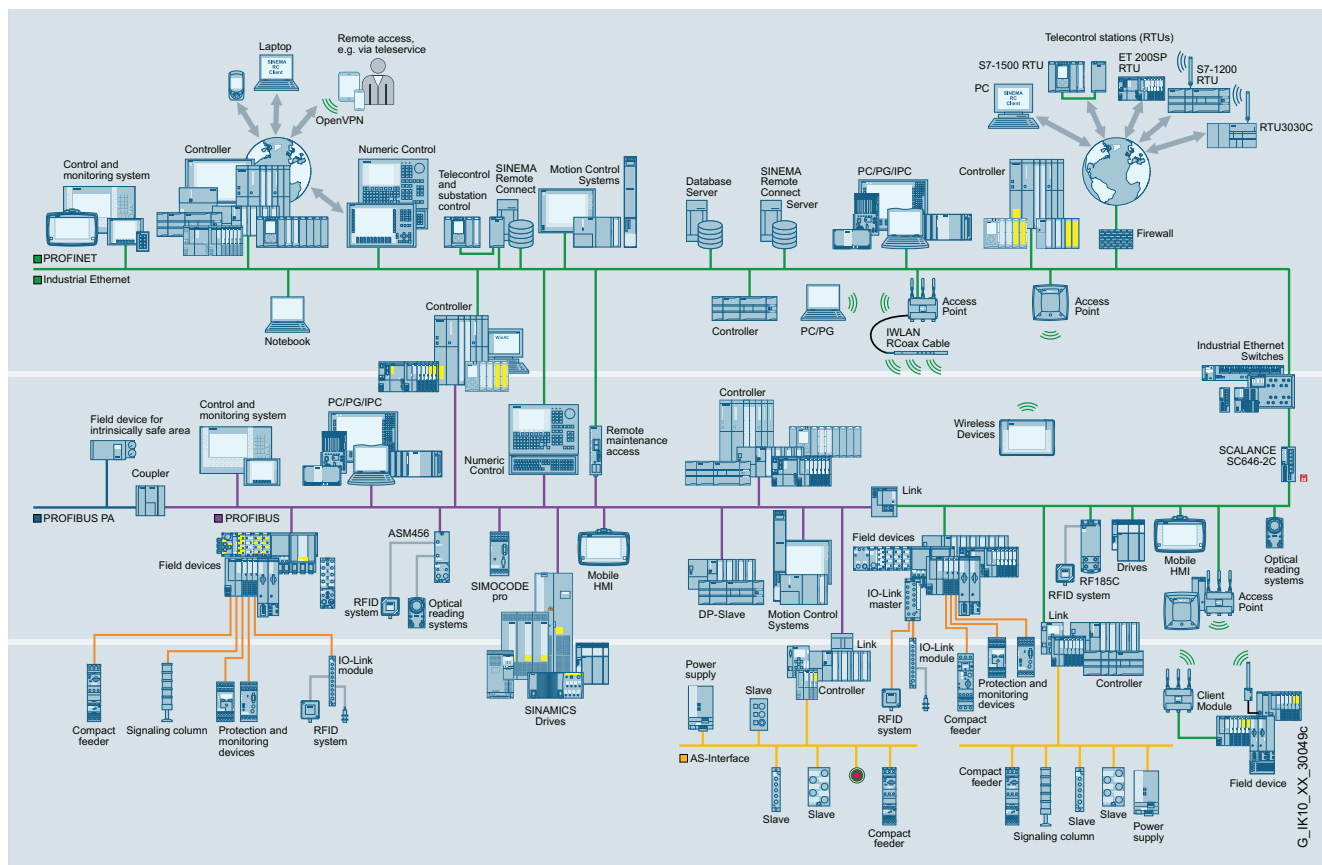 Remote access,
e.g. via teleservice
Laptop
SINEMA
RC
Client
OpenVPN
Telecontrol stations (RTUs)
S7-1500 RTU
ET 200SP
RTU
S7-1200
RTU
PC
SINEMA
RC
Client
RTU3030C
Control and
monitoring system
Controller
Numeric Control
Telecontrol
and
substation
control
SINEMA
Remote
Connect
Motion Control
Systems
Database
Server
SINEMA
Remote
Connect
Server
PC/PG/IPC
Controller
Firewall
PROFINET
Industrial Ethernet
Notebook
Controller
WinAC
Controller
PC/PG
Access
Point
IWLAN
RCoax Cable
Access
Point
Industrial Ethernet
Switches
Field device for
intrinsically safe area
Control and
monitoring system
PC/PG/IPC
Numeric
Control
Remote
maintenance
access
Controller
Wireless
Devices
SCALANCE
SC646-2C
Coupler
Link
PROFIBUS PA
PROFIBUS
Field devices
ASM456
RFID
system
Optical
reading
systems
SIMOCODE
pro
Mobile
HMI
DP-Slave
Motion Control
Systems
Field devices
IO-Link
master
RF185C
RFID system
Drives
Mobile
HMI
Optical
reading
systems
Access
Point
Link
Link
IO-Link
module
Compact
feeder
Signaling column
Protection and
monitoring
devices
RFID
system
SINAMICS
Drives
Power
supply
Slave
Controller
IO-Link
module
RFID
system
Compact
feeder
Protection and
monitoring
devices
Controller
Client
Module
Field device
AS-Interface
Slave
Slave
Compact
feeder
Compact
feeder
Signaling column
Slave
Slave
Power
supply
G_IK10_XX_30049c